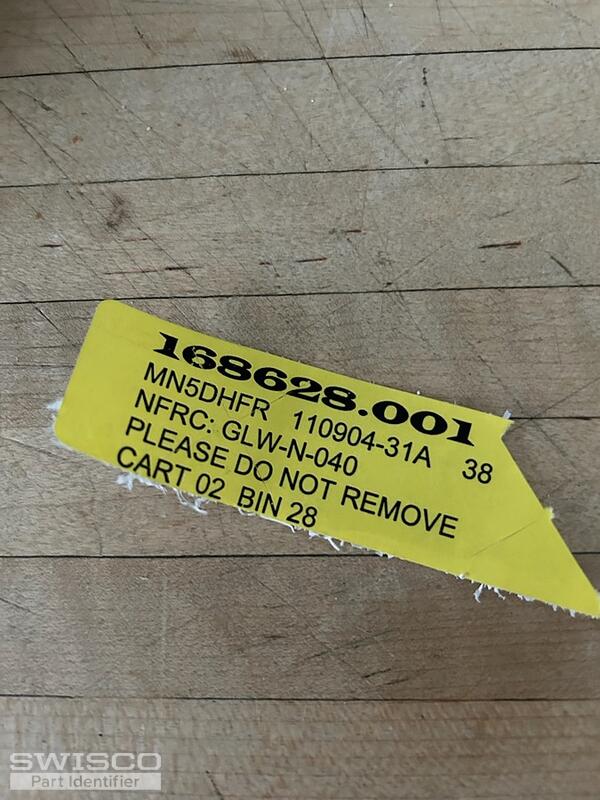 168628.001
MN5DHFR 110904-31A 38
NFRC: GLW-N-040
PLEASE DO NOT REMOVE
CART 02 BIN 28
SWISCO
Part Identifier